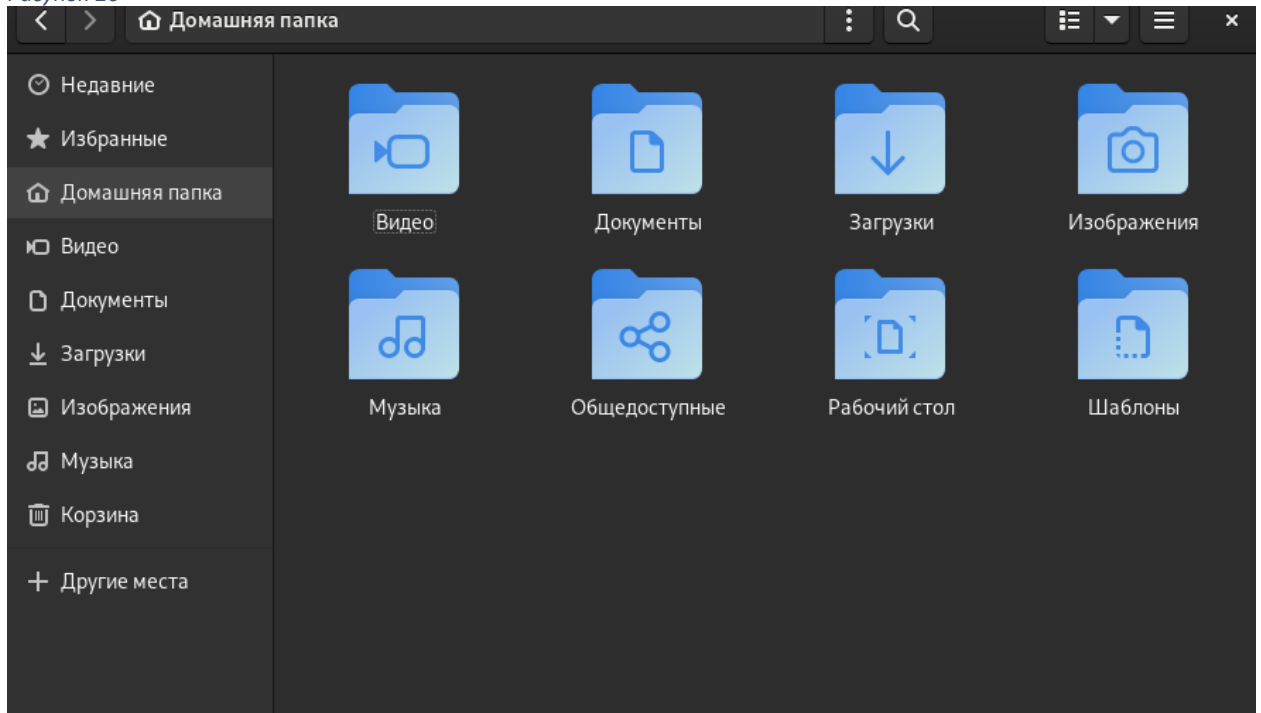 Домашняя папка
Недавние
Избранные
Домашняя папка
Видео
Документы
Загрузки
Изображения
Музыка
Корзина
Другие места
Видео
Документы
Загрузки
Изображения
Музыка
Общедоступные
Рабочий стол
Шаблоны